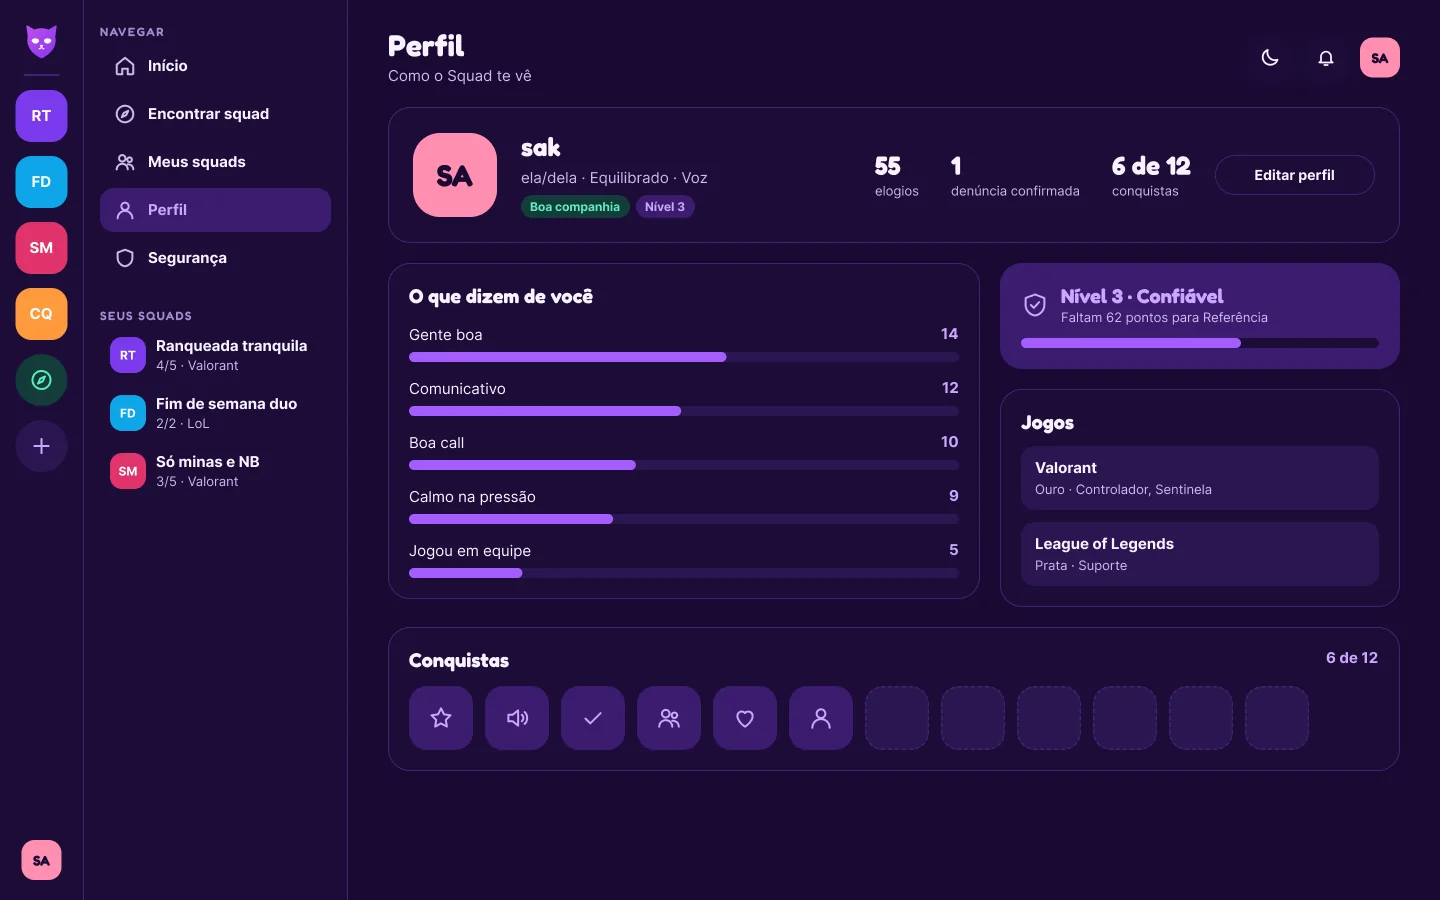 RT
FD
SM
CQ
SA
NAVEGAR
Início
Encontrar squad
Meus squads
Perfil
Segurança
SEUS SQUADS
RT
Ranqueada tranquila
4/5 · Valorant
FD
Fim de semana duo
2/2 · LoL
SM
Só minas e NB
3/5 · Valorant
Perfil
Como o Squad te vê
SA
SA
sak
ela/dela · Equilibrado · Voz
Boa companhia
Nível 3
55
elogios
1
denúncia confirmada
6 de 12
conquistas
Editar perfil
O que dizem de você
Gente boa
14
Comunicativo
12
Boa call
10
Calmo na pressão
9
Jogou em equipe
5
Nível 3 · Confiável
Faltam 62 pontos para Referência
Jogos
Valorant
Ouro · Controlador, Sentinela
League of Legends
Prata · Suporte
Conquistas
6 de 12